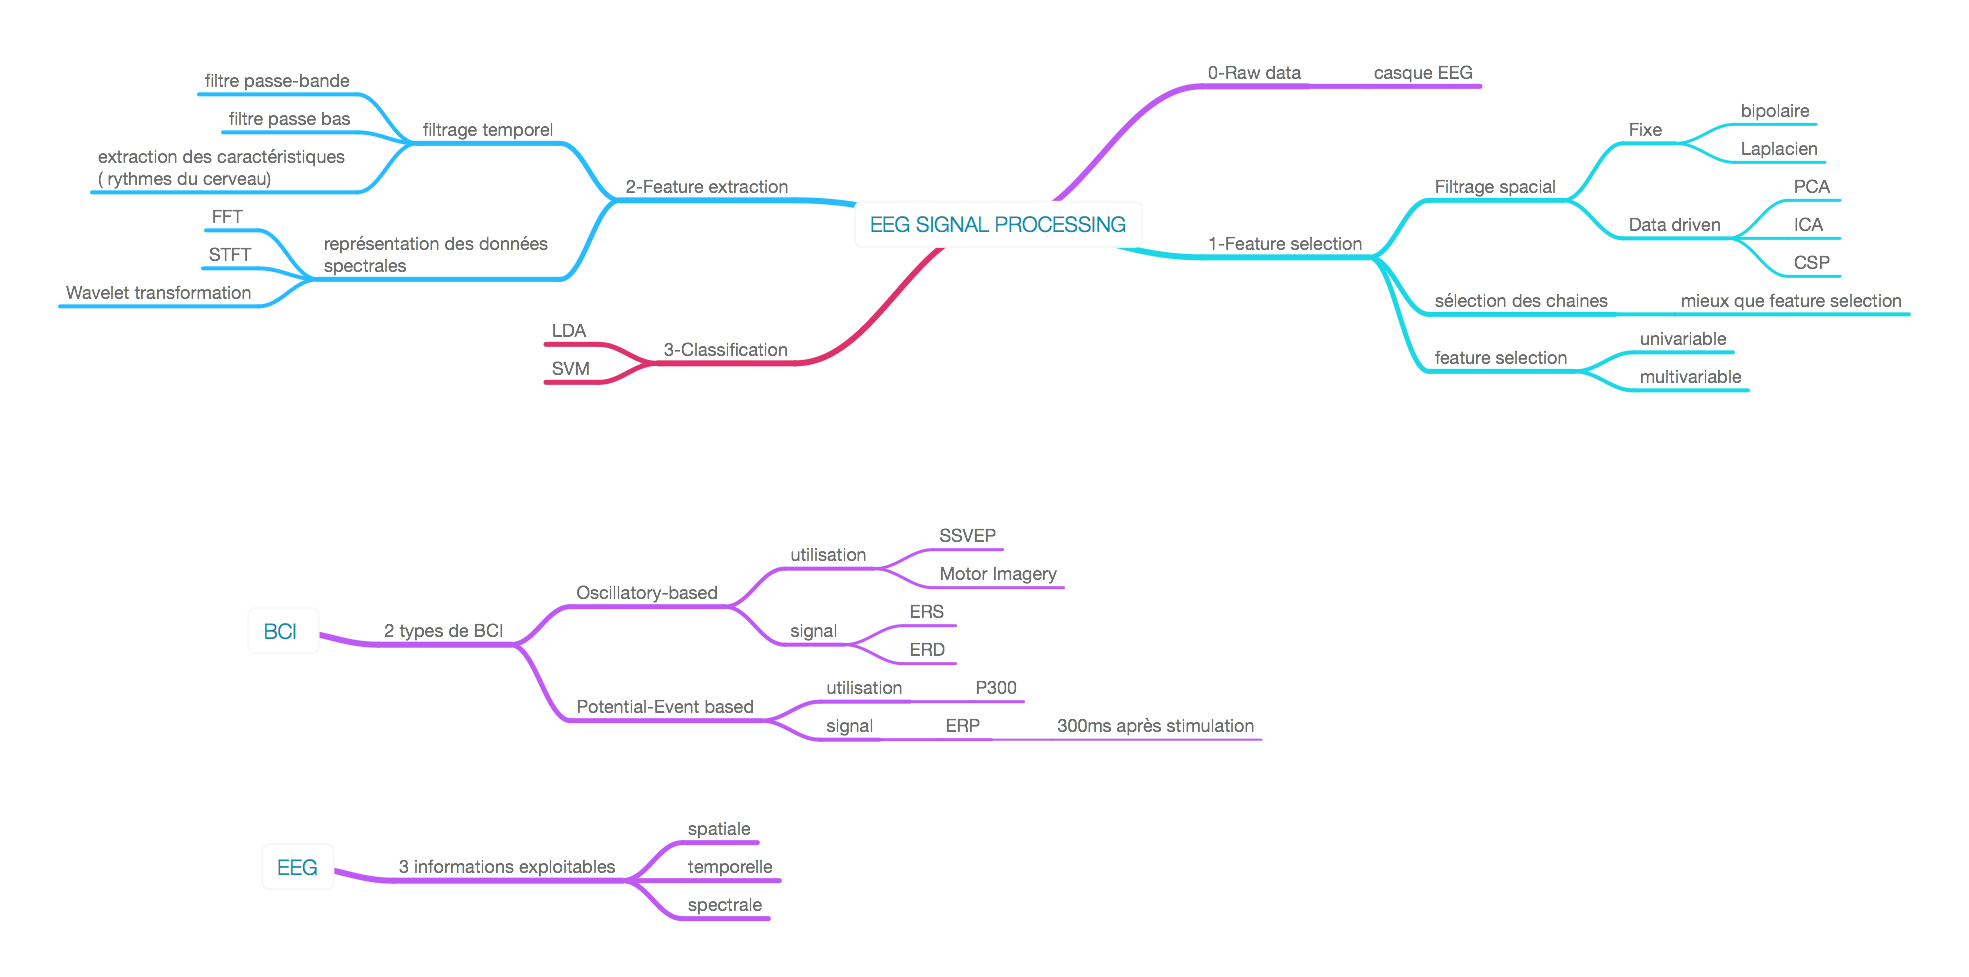 EEG SIGNAL PROCESSING
0-Raw data
casque EEG
1-Feature selection
Filtrage spacial
Fixe
bipolaire
Laplacien
Data driven
PCA
ICA
CSP
sélection des chaines
mieux que feature selection
feature selection
univariable
multivariable
2-Feature extraction
filtrage temporel
filtre passe-bande
filtre passe bas
extraction des caractéristiques
( rythmes du cerveau)
représentation des données
spectrales
FFT
STFT
Wavelet transformation
3-Classification
LDA
SVM
BCI
2 types de BCI
Oscillatory-based
utilisation
SSVEP
Motor Imagery
signal
ERS
ERD
Potential-Event based
utilisation
P300
signal
ERP
300ms après stimulation
EEG
3 informations exploitables
spatiale
temporelle
spectrale